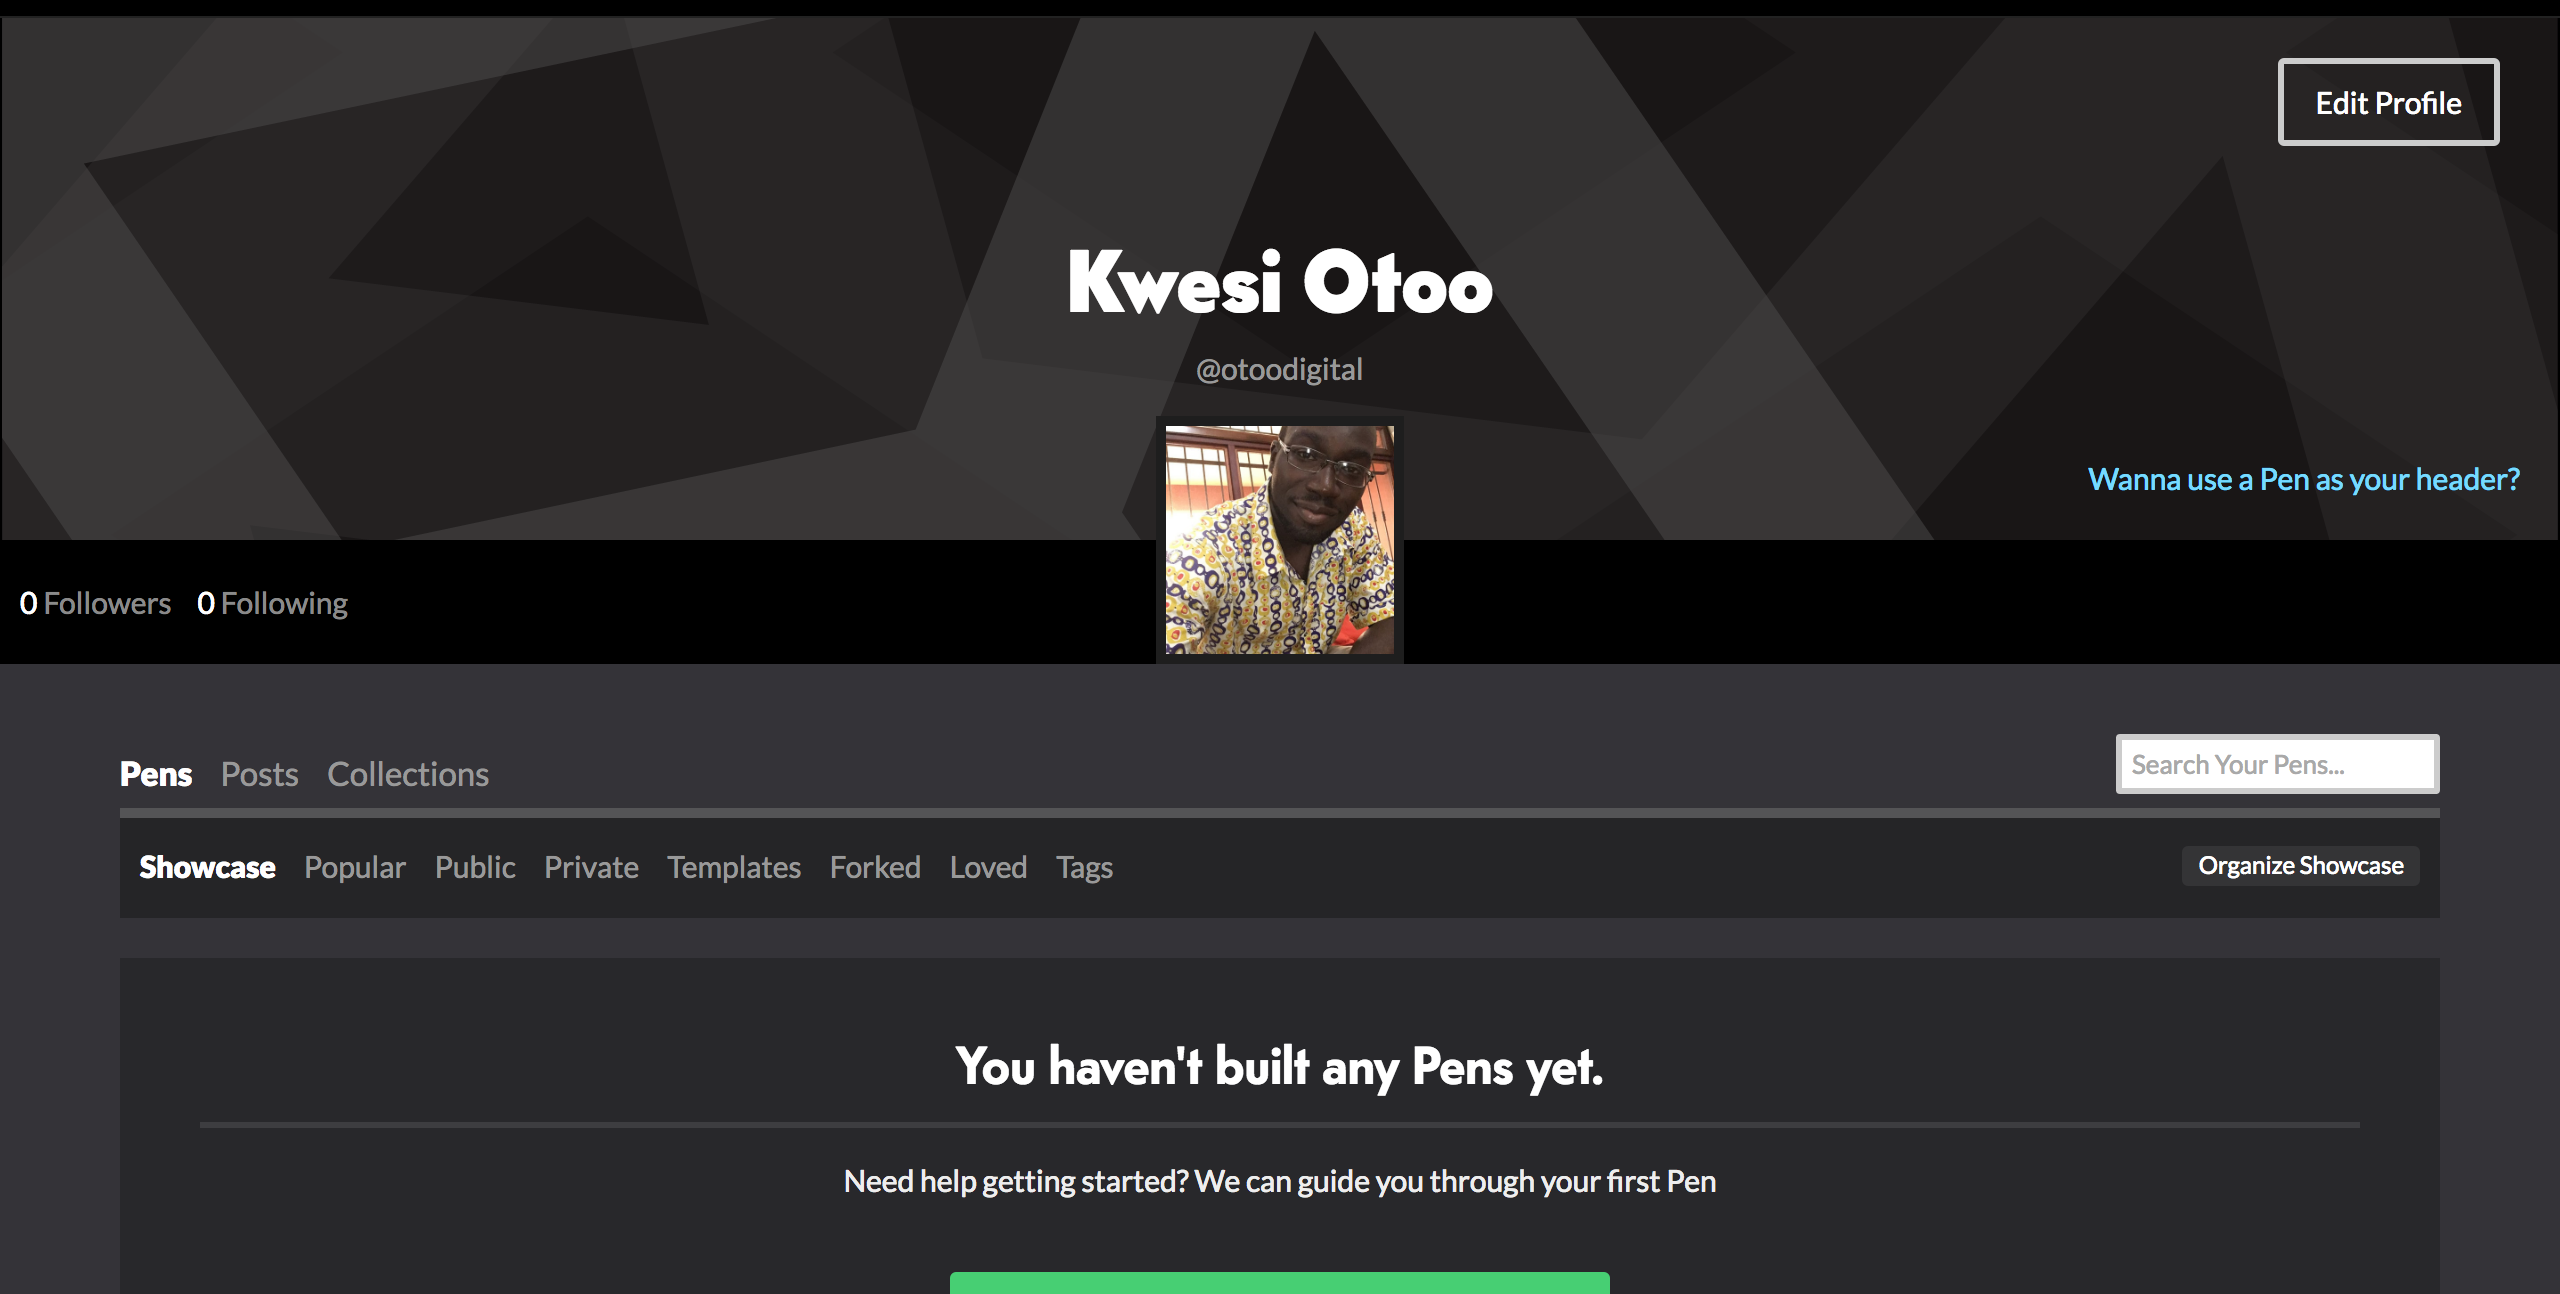 Edit Profile
Kwesi Otoo
@otoodigital
Wanna use a Pen as your header?
0 Followers 0 Following
Pens Posts Collections
Search Your Pens...
Showcase Popular Public Private Templates Forked Loved Tags
Organize Showcase
You haven't built any Pens yet.
Need help getting started? We can guide you through your first Pen